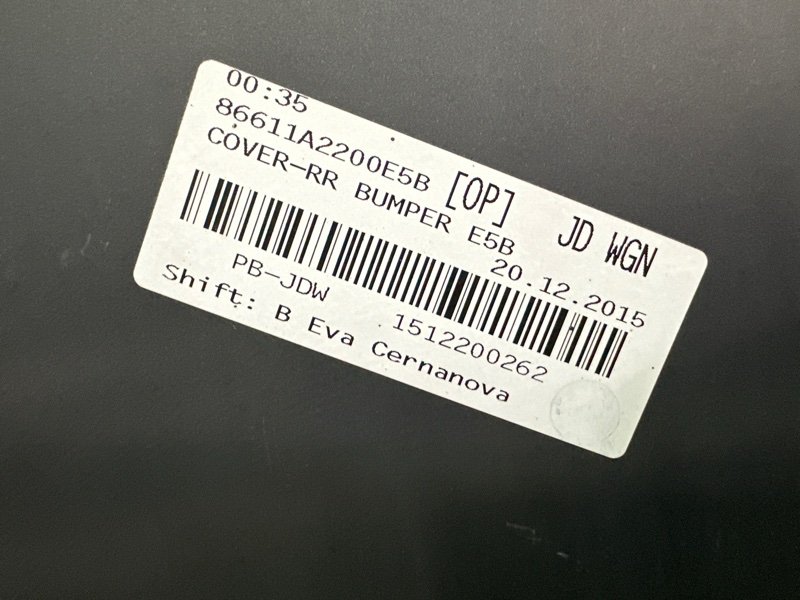 00:35
86611A2200E5B [OP] JD WGN
COVER-RR BUMPER E5B
20.12.2015
PB-JDW 1512200262
Shift: B Eva Cernanova